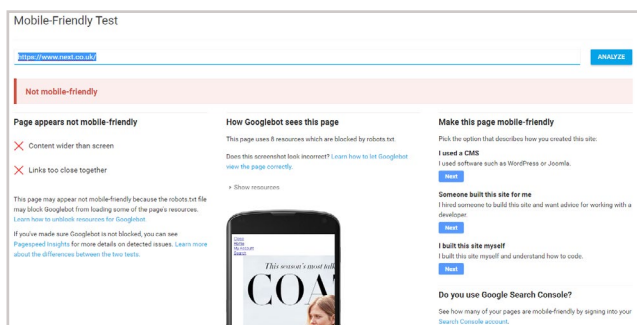 Mobile-Friendly Test
https://www.next.co.uk/
ANALYZE
Not mobile-friendly
Page appears not mobile-friendly
Content wider than screen
Links too close together
This page may appear not mobile-friendly because the robots.txt file
may block Googlebot from loading some of the page's resources.
Learn how to unblock resources for Googlebot
If you've made sure Googlebot is not blocked, you can see
Pagespeed Insights for more details on detected issues. Learn more
about the differences between the two tests.
How Googlebot sees this page
This page uses 8 resources which are blocked by robots.txt.
Does this screenshot look incorrect? Learn how to let Googlebot
view the page correctly.
+ Show resources
Close
Home
My Account
Search
This season's most talk
COA
Make this page mobile-friendly
Pick the option that describes how you created this site:
I used a CMS
I used software such as WordPress or Joomla.
Next
Someone built this site for me
I hired someone to build this site and want advice for working with a
developer.
Next
I built this site myself
I built this site myself and understand how to code.
Next
Do you use Google Search Console?
See how many of your pages are mobile-friendly by signing into your
Search Console account.